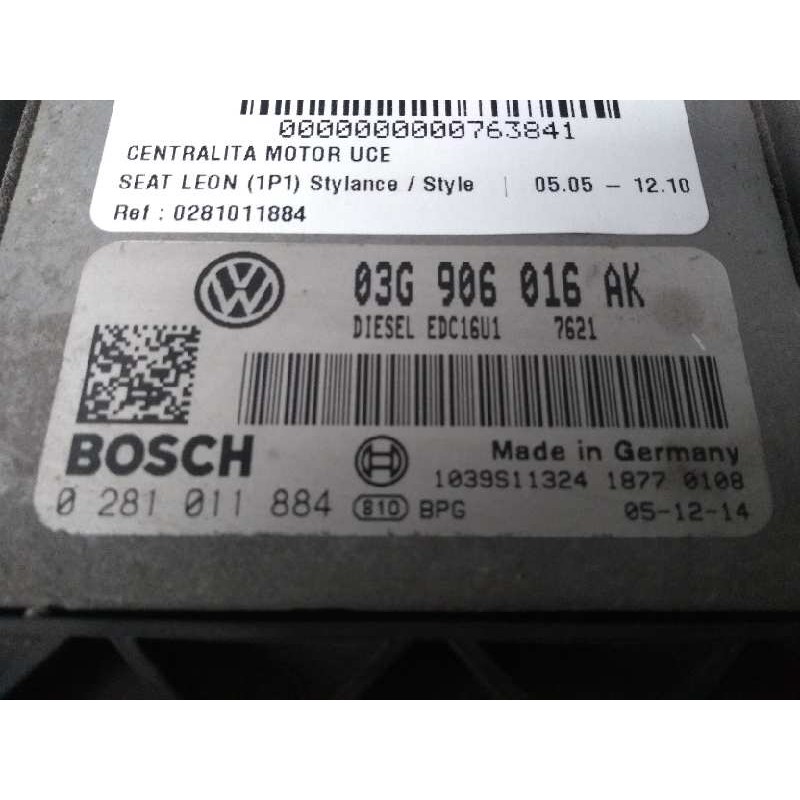 0000000000763841
CENTRALITA MOTOR UCE
SEAT LEON (1P1) Stylance / Style | 05.05 – 12.10
Ref : 0281011884
03G 906 016 AK
DIESEL EDC16U1 7621
BOSCH
Made in Germany
1039S11324 1877 0108
0 281 011 884 810 BPG 05-12-14